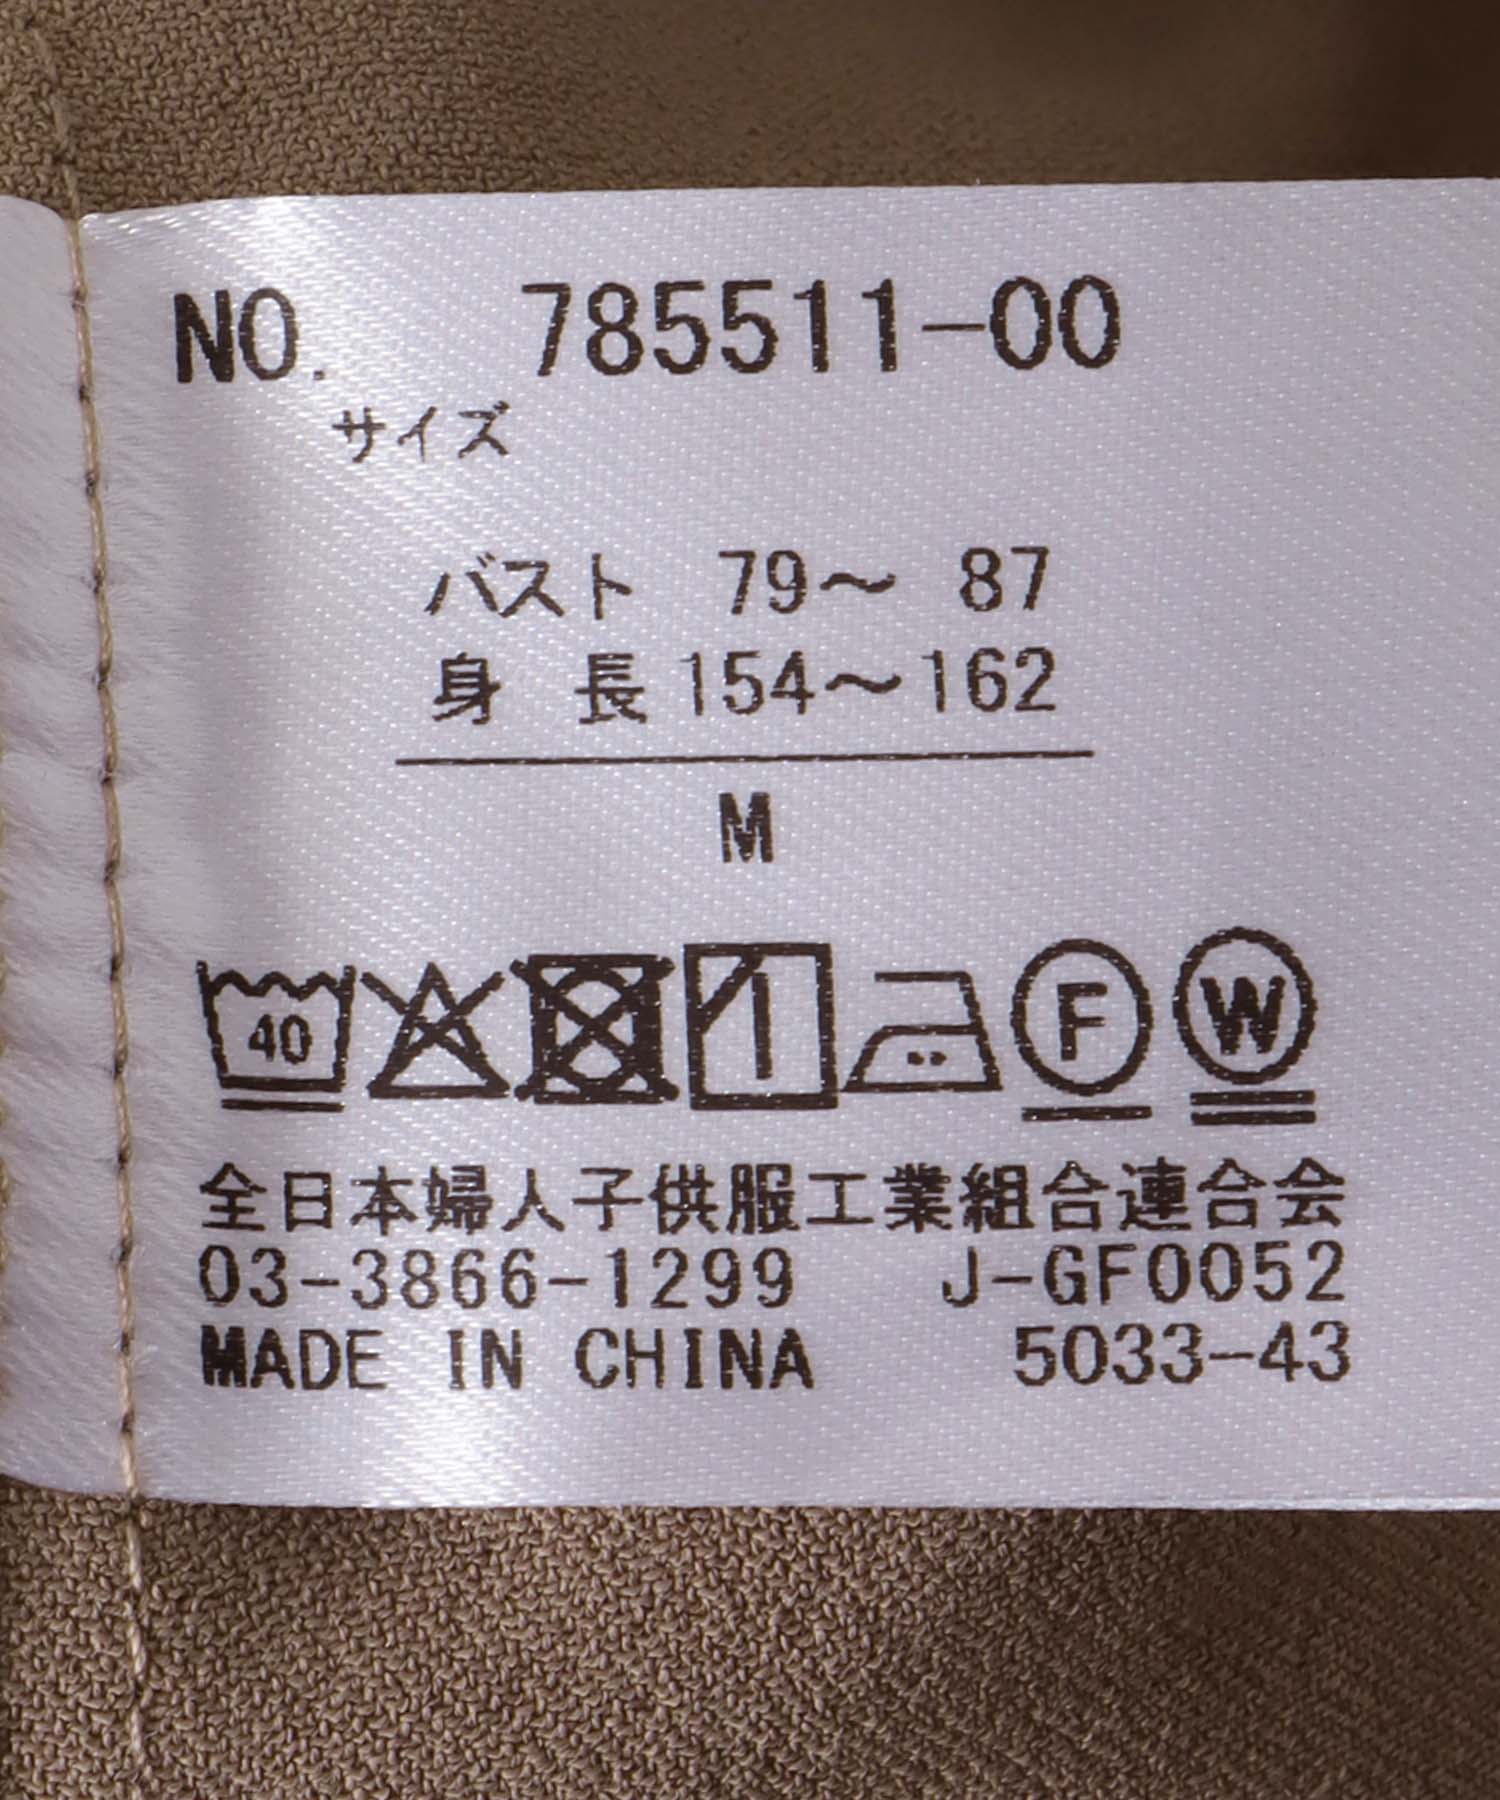 NO. 785511-00
サイズ
バスト 79〜 87
身 長 154〜162
M
40 F W
全日本婦人子供服工業組合連合会
03-3866-1299 J-GF0052
MADE IN CHINA 5033-43